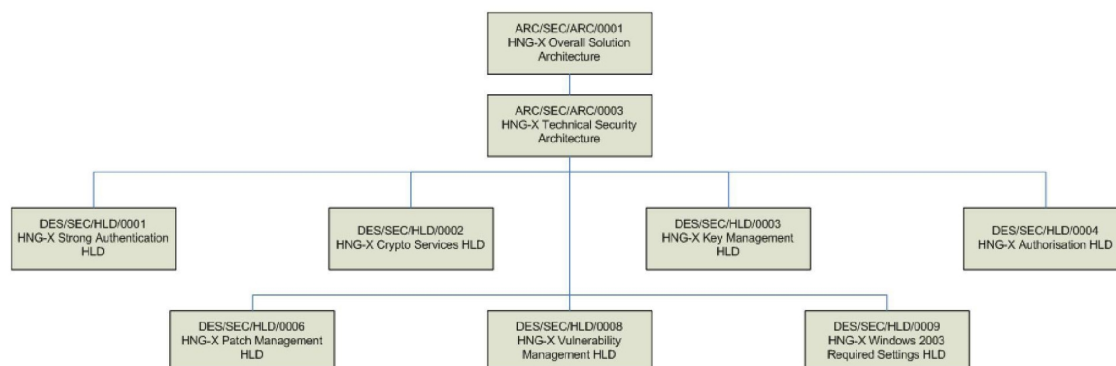 ARC/SEC/ARC/0001
HNG-X Overall Solution
Architecture
ARC/SEC/ARC/0003
HNG-X Technical Security
Architecture
DES/SEC/HLD/0001
HNG-X Strong Authentication
HLD
DES/SEC/HLD/0002
HNG-X Crypto Services HLD
DES/SEC/HLD/0003
HNG-X Key Management
HLD
DES/SEC/HLD/0004
HNG-X Authorisation HLD
DES/SEC/HLD/0006
HNG-X Patch Management
HLD
DES/SEC/HLD/0008
HNG-X Vulnerability
Management HLD
DES/SEC/HLD/0009
HNG-X Windows 2003
Required Settings HLD